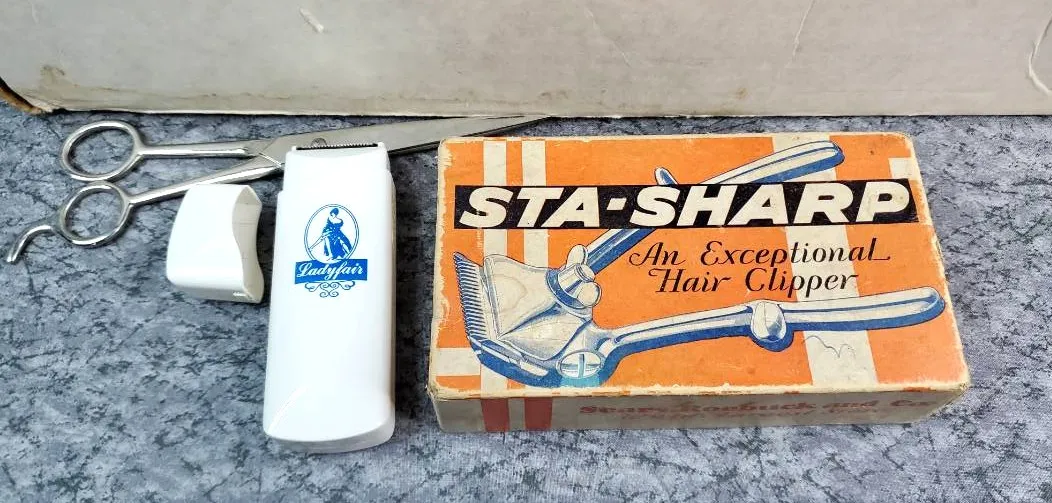 Ladyfair
STA-SHARP
An Exceptional
Hair Clipper
Sears, Roebuck and Co.